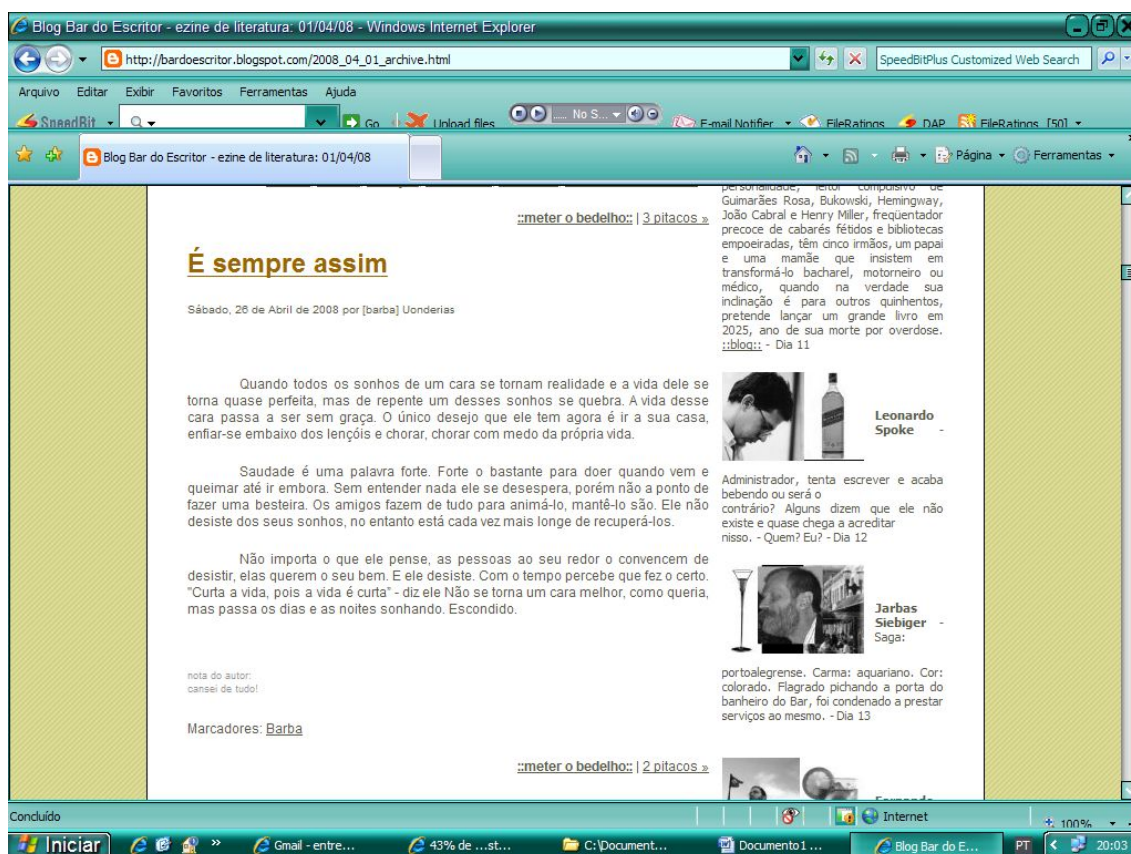 Blog Bar do Escritor - ezine de literatura: 01/04/08 - Windows Internet Explorer
http://bardoescritor.blogspot.com/2008_04_01_archive.html
SpeedBitPlus Customized Web Search
Arquivo Editar Exibir Favoritos Ferramentas Ajuda
SpeedBit Go Upload files ..... No S... E-mail Notifier FileRatings DAP FileRatings [50]
Blog Bar do Escritor - ezine de literatura: 01/04/08
Página Ferramentas
::meter o bedelho:: | 3 pitacos »
É sempre assim
Sábado, 26 de Abril de 2008 por [barba] Uonderias
Quando todos os sonhos de um cara se tornam realidade e a vida dele se
torna quase perfeita, mas de repente um desses sonhos se quebra. A vida desse
cara passa a ser sem graça. O único desejo que ele tem agora é ir a sua casa,
enfiar-se embaixo dos lençóis e chorar, chorar com medo da própria vida.
Saudade é uma palavra forte. Forte o bastante para doer quando vem e
queimar até ir embora. Sem entender nada ele se desespera, porém não a ponto de
fazer uma besteira. Os amigos fazem de tudo para animá-lo, mantê-lo são. Ele não
desiste dos seus sonhos, no entanto está cada vez mais longe de recuperá-los.
Não importa o que ele pense, as pessoas ao seu redor o convencem de
desistir, elas querem o seu bem. E ele desiste. Com o tempo percebe que fez o certo.
"Curta a vida, pois a vida é curta" - diz ele Não se torna um cara melhor, como queria,
mas passa os dias e as noites sonhando. Escondido.
nota do autor:
cansei de tudo!
Marcadores: Barba
::meter o bedelho:: | 2 pitacos »
personalidade, leitor compulsivo de
Guimarães Rosa, Bukowski, Hemingway,
João Cabral e Henry Miller, freqüentador
precoce de cabarés fétidos e bibliotecas
empoeiradas, têm cinco irmãos, um papai
e uma mamãe que insistem em
transformá-lo bacharel, motorneiro ou
médico, quando na verdade sua
inclinação é para outros quinhentos,
pretende lançar um grande livro em
2025, ano de sua morte por overdose.
::blog:: - Dia 11
Leonardo
Spoke -
Administrador, tenta escrever e acaba
bebendo ou será o
contrário? Alguns dizem que ele não
existe e quase chega a acreditar
nisso. - Quem? Eu? - Dia 12
Jarbas
Siebiger -
Saga:
portoalegrense. Carma: aquariano. Cor:
colorado. Flagrado pichando a porta do
banheiro do Bar, foi condenado a prestar
serviços ao mesmo. - Dia 13
Fernando
Concluído
Internet
100%
Iniciar
Gmail - entre...
43% de ...st...
C:\Document...
Documento1 ...
Blog Bar do E...
PT
20:03